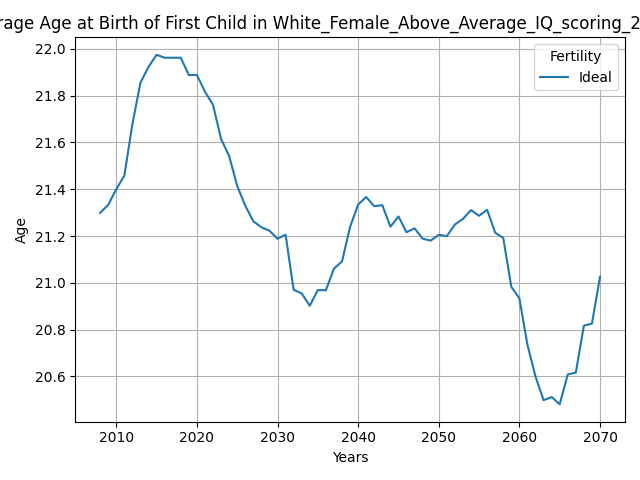 rage Age at Birth of First Child in White_Female_Above_Average_IQ_scoring_2
Fertility
Ideal
22.0
21.8
21.6
21.4
21.2
21.0
20.8
20.6
Age
2010 2020 2030 2040 2050 2060 2070
Years